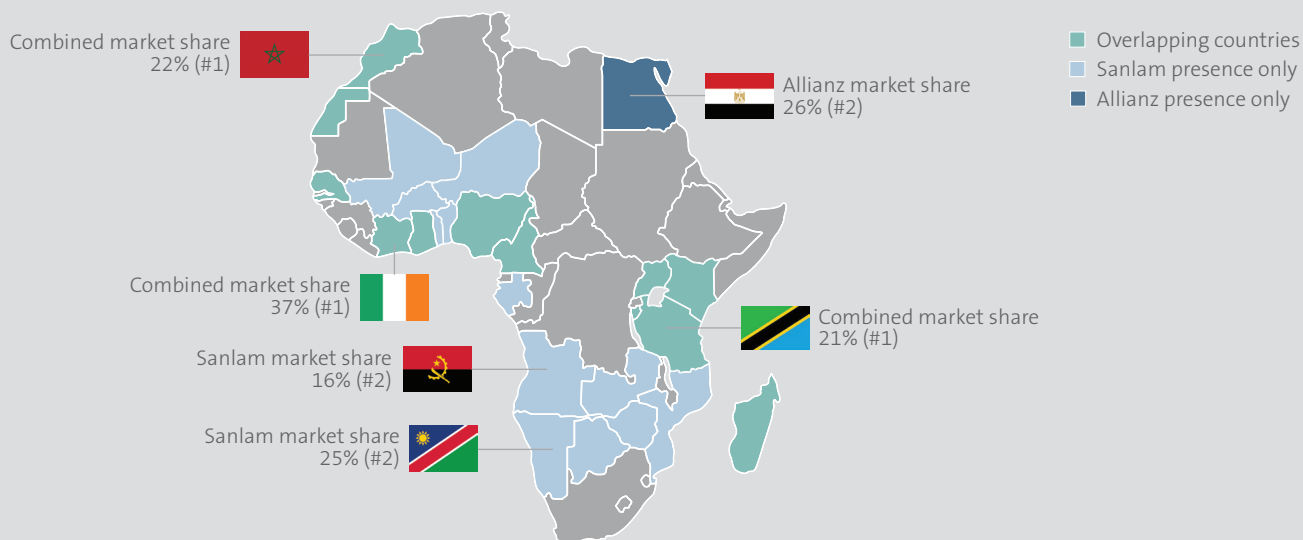 Combined market share
22% (#1)
Allianz market share
26% (#2)
Overlapping countries
Sanlam presence only
Allianz presence only
Combined market share
37% (#1)
Combined market share
21% (#1)
Sanlam market share
16% (#2)
Sanlam market share
25% (#2)